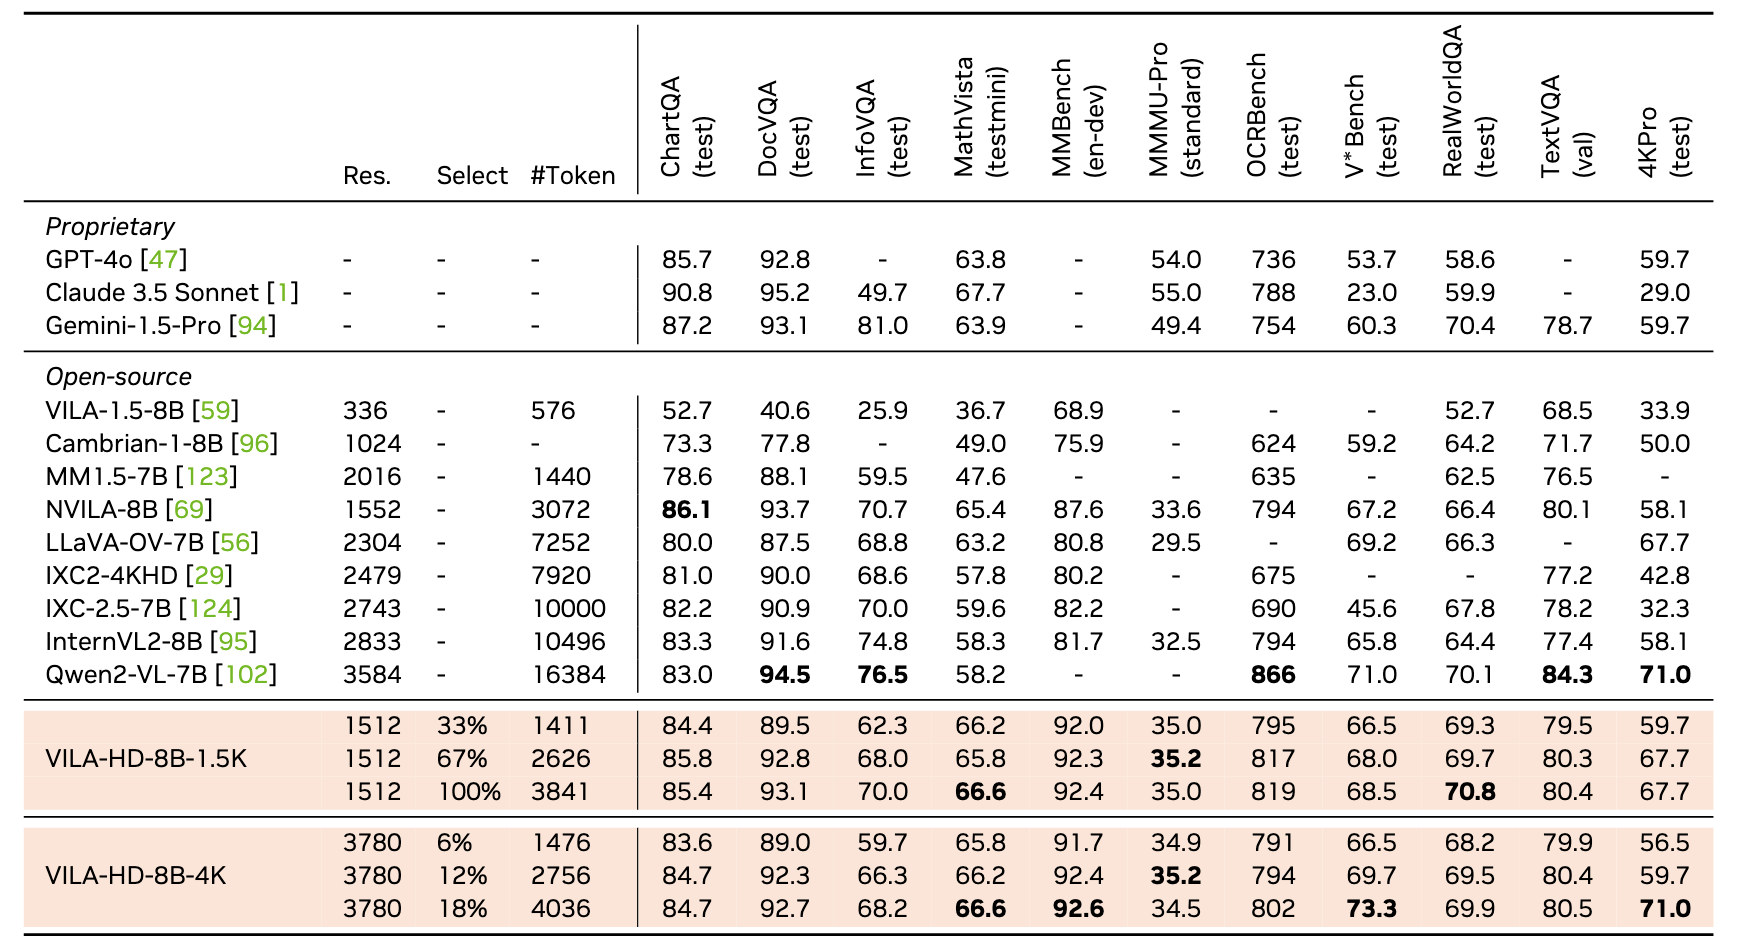 Res. Select #Token ChartQA (test) DocVQA (test) InfoVQA (test) MathVista (testmini) MMBench (en-dev) MMMU-Pro (standard) OCRBench (test) V* Bench (test) RealWorldQA (test) TextVQA (val) 4KPro (test)
Proprietary
GPT-4o [47] - - - 85.7 92.8 - 63.8 - 54.0 736 53.7 58.6 - 59.7
Claude 3.5 Sonnet [1] - - - 90.8 95.2 49.7 67.7 - 55.0 788 23.0 59.9 - 29.0
Gemini-1.5-Pro [94] - - - 87.2 93.1 81.0 63.9 - 49.4 754 60.3 70.4 78.7 59.7
Open-source
VILA-1.5-8B [59] 336 - 576 52.7 40.6 25.9 36.7 68.9 - - - 52.7 68.5 33.9
Cambrian-1-8B [96] 1024 - - 73.3 77.8 - 49.0 75.9 - 624 59.2 64.2 71.7 50.0
MM1.5-7B [123] 2016 - 1440 78.6 88.1 59.5 47.6 - - 635 - 62.5 76.5 -
NVILA-8B [69] 1552 - 3072 86.1 93.7 70.7 65.4 87.6 33.6 794 67.2 66.4 80.1 58.1
LLaVA-OV-7B [56] 2304 - 7252 80.0 87.5 68.8 63.2 80.8 29.5 - 69.2 66.3 - 67.7
IXC2-4KHD [29] 2479 - 7920 81.0 90.0 68.6 57.8 80.2 - 675 - - 77.2 42.8
IXC-2.5-7B [124] 2743 - 10000 82.2 90.9 70.0 59.6 82.2 - 690 45.6 67.8 78.2 32.3
InternVL2-8B [95] 2833 - 10496 83.3 91.6 74.8 58.3 81.7 32.5 794 65.8 64.4 77.4 58.1
Qwen2-VL-7B [102] 3584 - 16384 83.0 94.5 76.5 58.2 - - 866 71.0 70.1 84.3 71.0
1512 33% 1411 84.4 89.5 62.3 66.2 92.0 35.0 795 66.5 69.3 79.5 59.7
VILA-HD-8B-1.5K 1512 67% 2626 85.8 92.8 68.0 65.8 92.3 35.2 817 68.0 69.7 80.3 67.7
1512 100% 3841 85.4 93.1 70.0 66.6 92.4 35.0 819 68.5 70.8 80.4 67.7
3780 6% 1476 83.6 89.0 59.7 65.8 91.7 34.9 791 66.5 68.2 79.9 56.5
VILA-HD-8B-4K 3780 12% 2756 84.7 92.3 66.3 66.2 92.4 35.2 794 69.7 69.5 80.4 59.7
3780 18% 4036 84.7 92.7 68.2 66.6 92.6 34.5 802 73.3 69.9 80.5 71.0